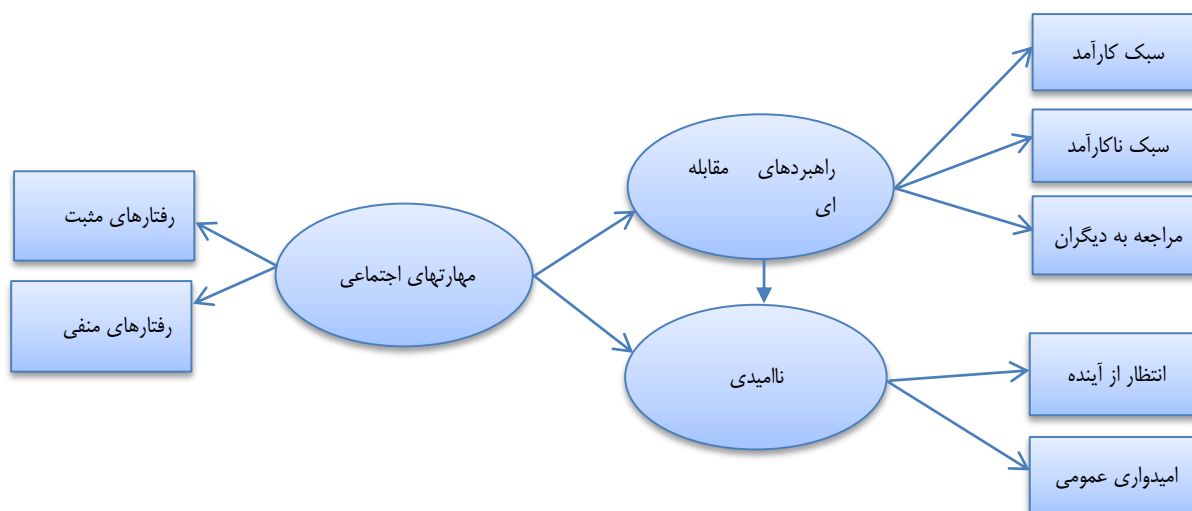 سبک کارآمد
سبک ناکارآمد
مراجعه به دیگران
راهبردهای مقابله
ای
رفتارهای مثبت
مهارتهای اجتماعی
رفتارهای منفی
ناامیدی
انتظار از آینده
امیدواری عمومی